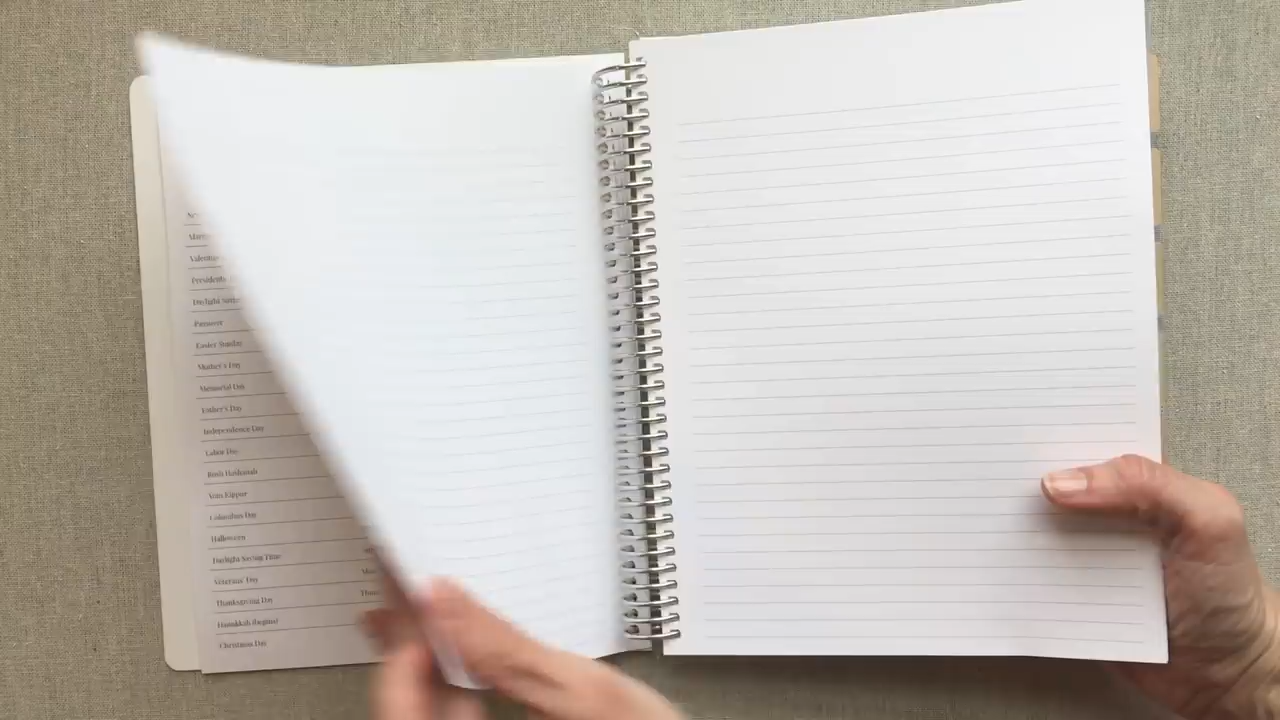 Valentine
Presidents
Daylight Saving
Passover
Easter Sunday
Mother's Day
Memorial Day
Father's Day
Independence Day
Labor Day
Rosh Hashanah
Yom Kippur
Columbus Day
Halloween
Daylight Saving Time
Veterans' Day
Thanksgiving Day
Hanukkah (begins)
Christmas Day